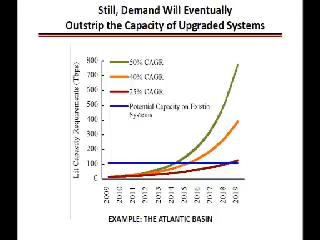 Still, Demand Will Eventually
Outstrip the Capacity of Upgraded Systems
Lit Capacity Requirements (Tbps)
800
700
600
500
400
300
200
100
0
50% CAGR
40% CAGR
25% CAGR
Potential Capacity on Existin
Systems
2009
2010
2011
2012
2013
2014
2015
2016
2017
2018
2019
EXAMPLE: THE ATLANTIC BASIN